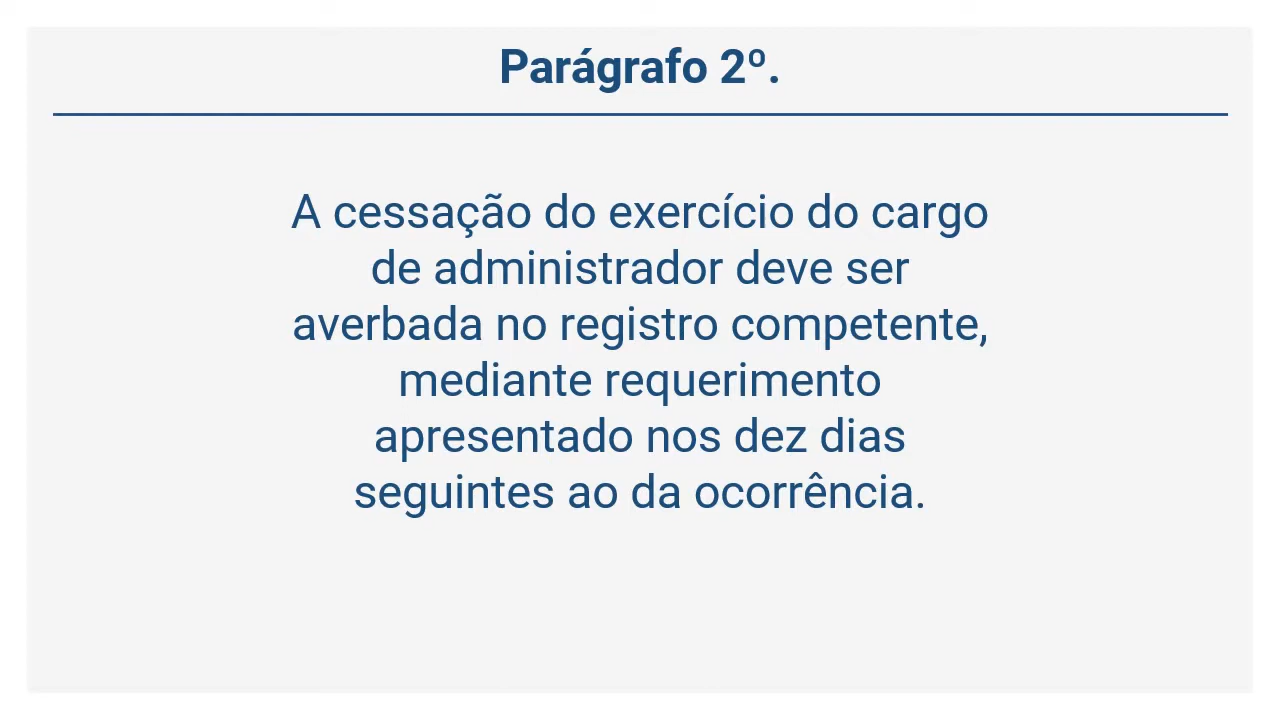 Parágrafo 2º.
A cessação do exercício do cargo
de administrador deve ser
averbada no registro competente,
mediante requerimento
apresentado nos dez dias
seguintes ao da ocorrência.